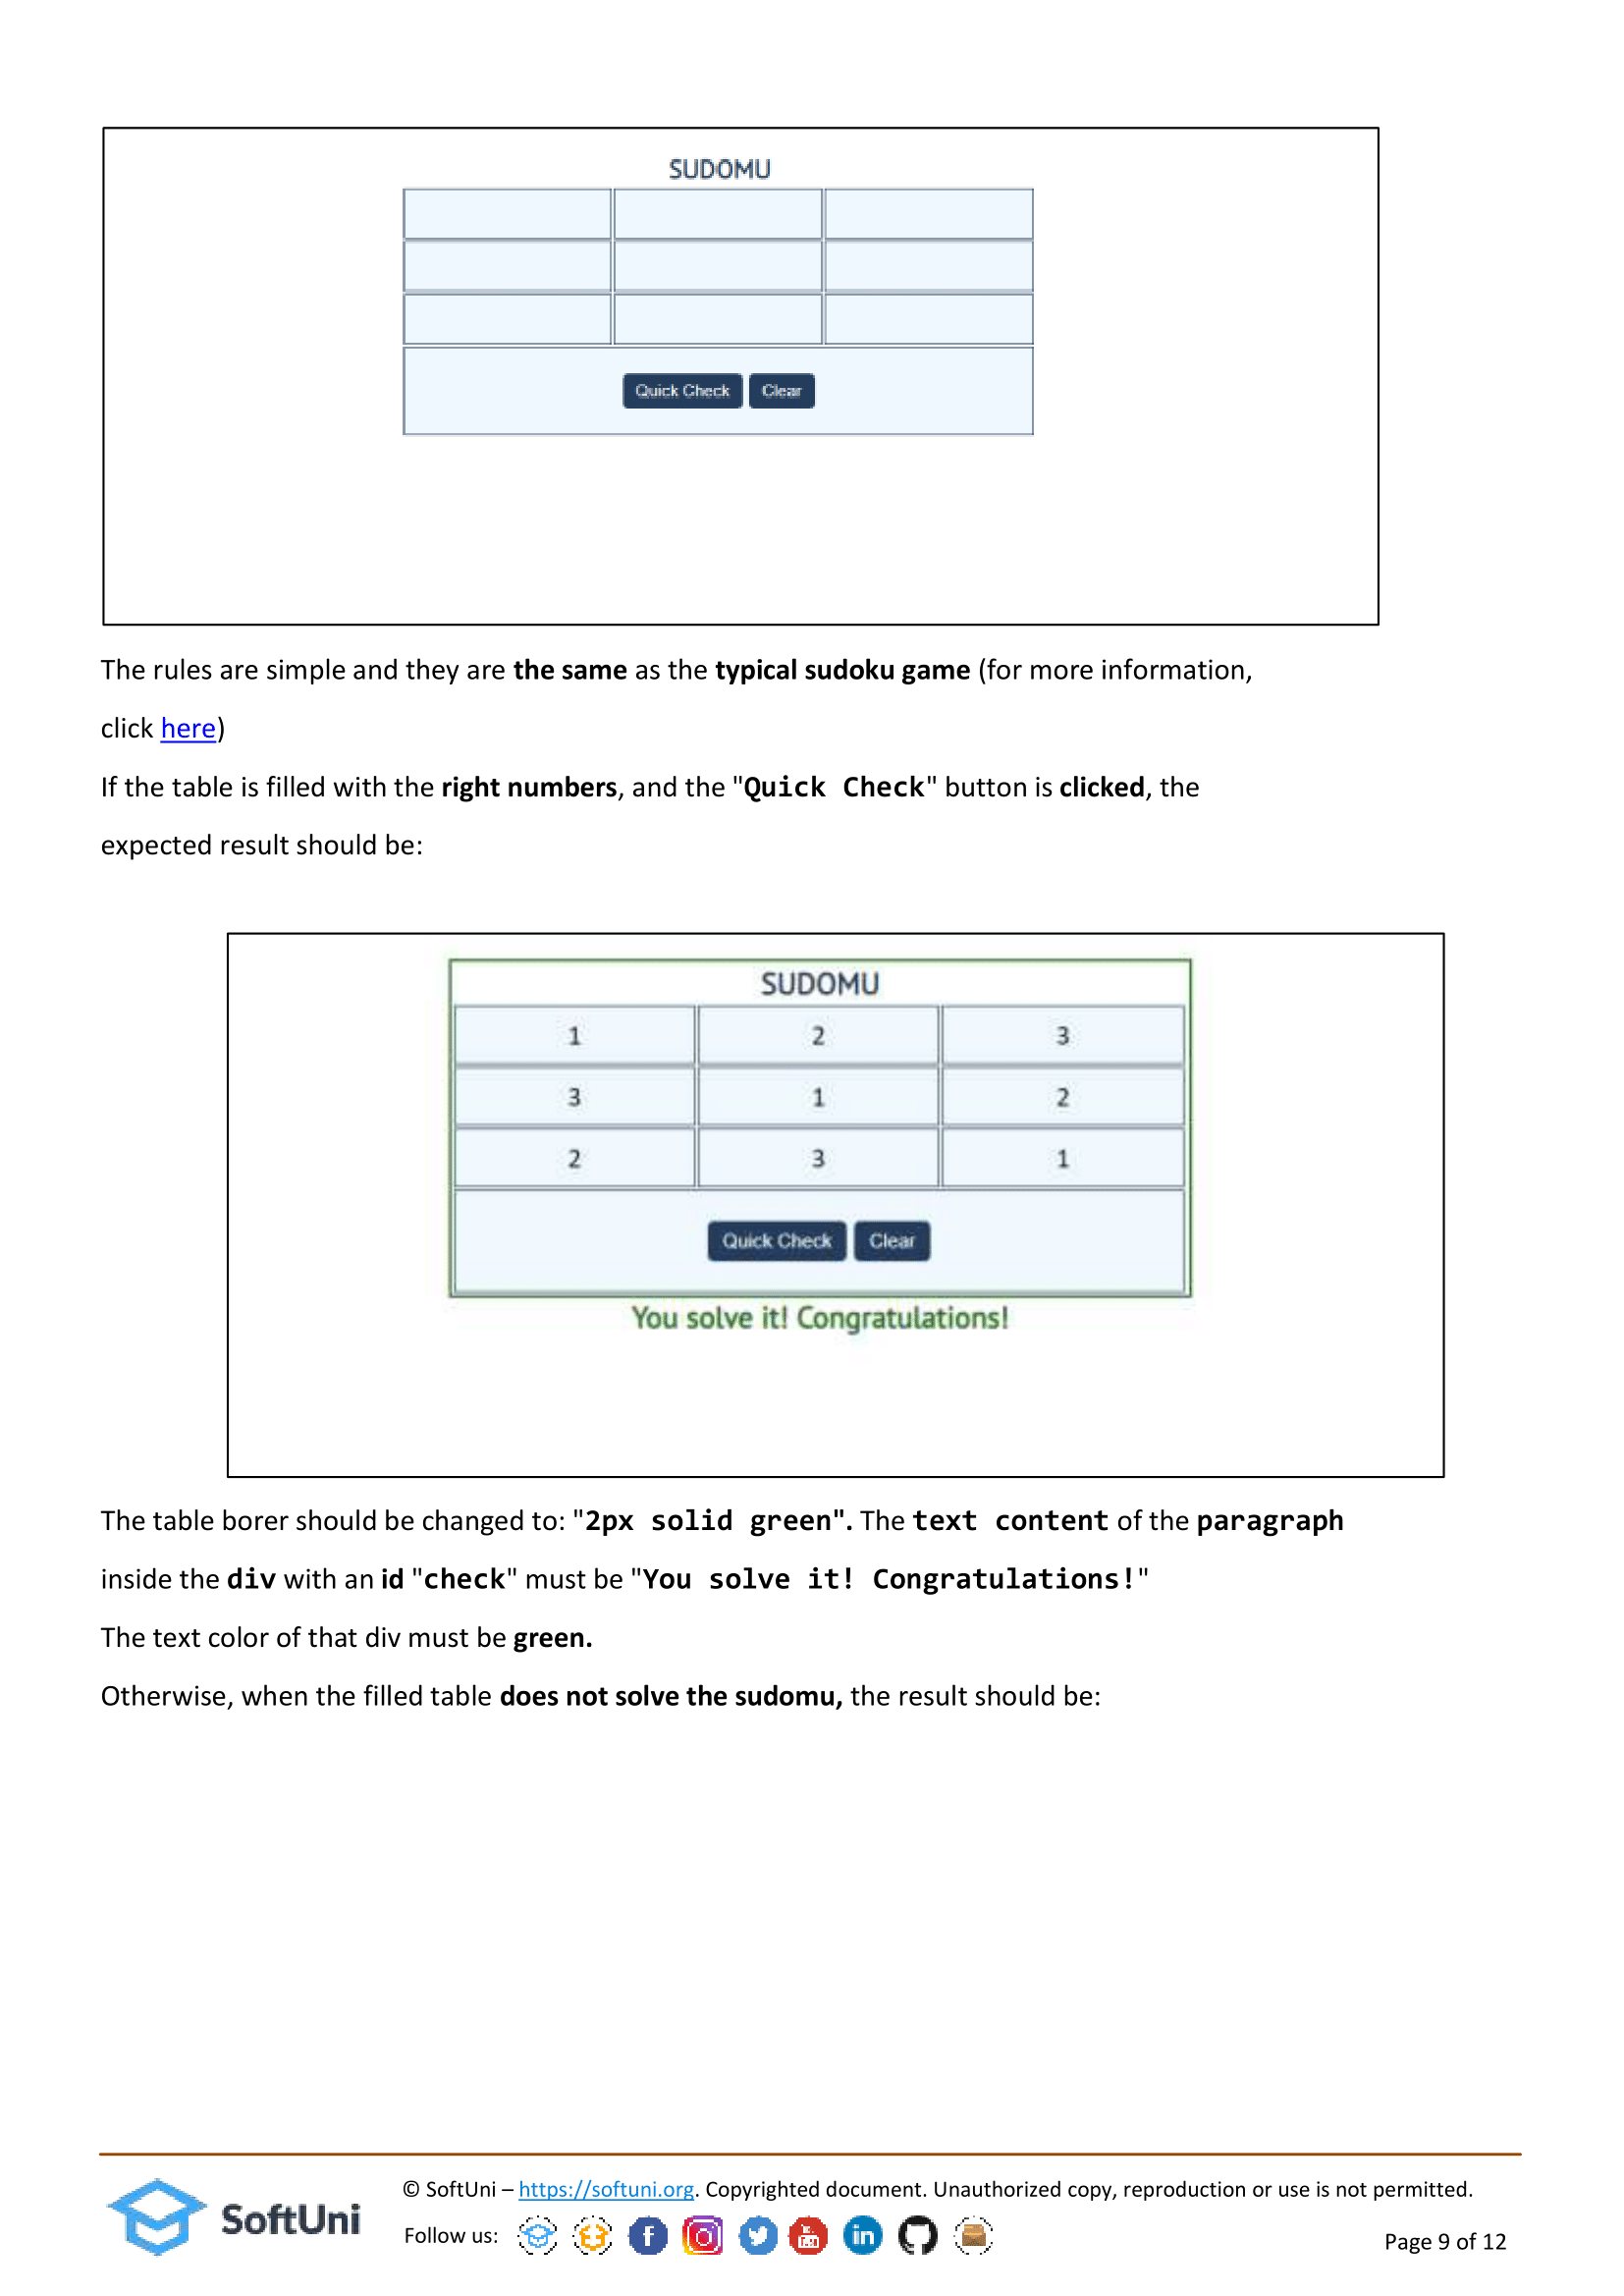 SUDOMU
Quick Check Clear
The rules are simple and they are the same as the typical sudoku game (for more information,
click here)
If the table is filled with the right numbers, and the "Quick Check" button is clicked, the
expected result should be:
SUDOMU
1 2 3
3 1 2
2 3 1
Quick Check Clear
You solve it! Congratulations!
The table borer should be changed to: "2px solid green". The text content of the paragraph
inside the div with an id "check" must be "You solve it! Congratulations!"
The text color of that div must be green.
Otherwise, when the filled table does not solve the sudomu, the result should be:
SoftUni
© SoftUni – https://softuni.org. Copyrighted document. Unauthorized copy, reproduction or use is not permitted.
Follow us:
Page 9 of 12